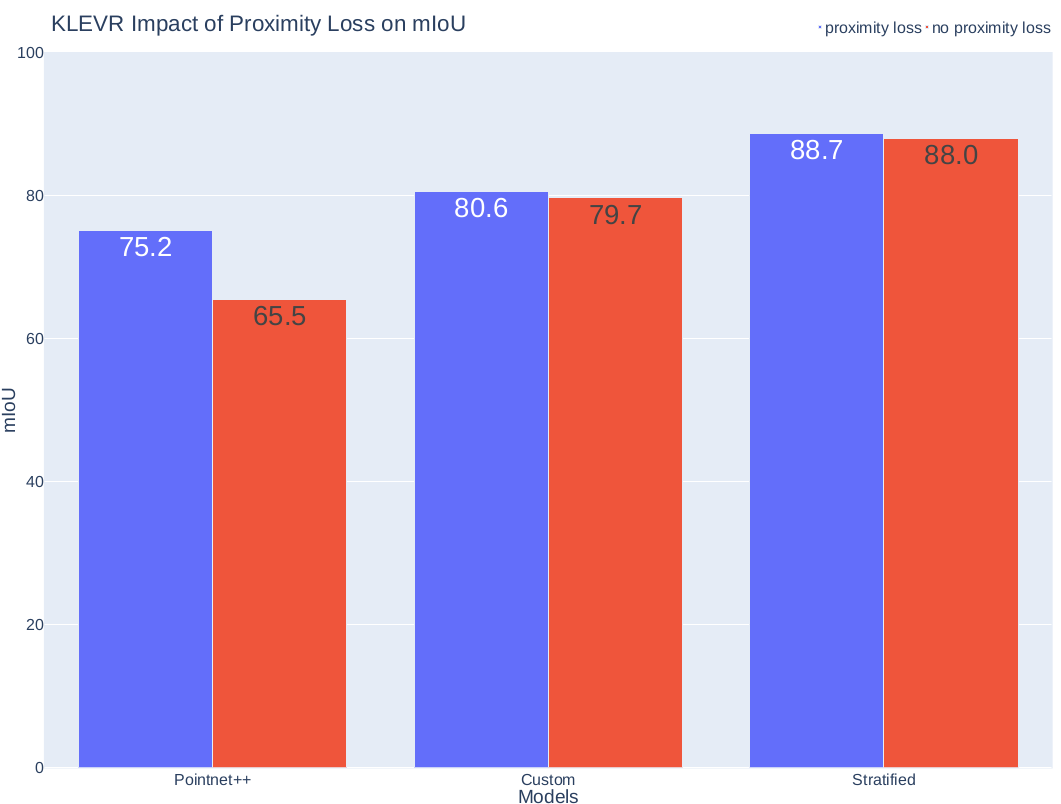 KLEVR Impact of Proximity Loss on mIoU
proximity loss no proximity loss
100
80
60
40
20
0
mIoU
75.2
65.5
80.6
79.7
88.7
88.0
Pointnet++ Custom Stratified
Models